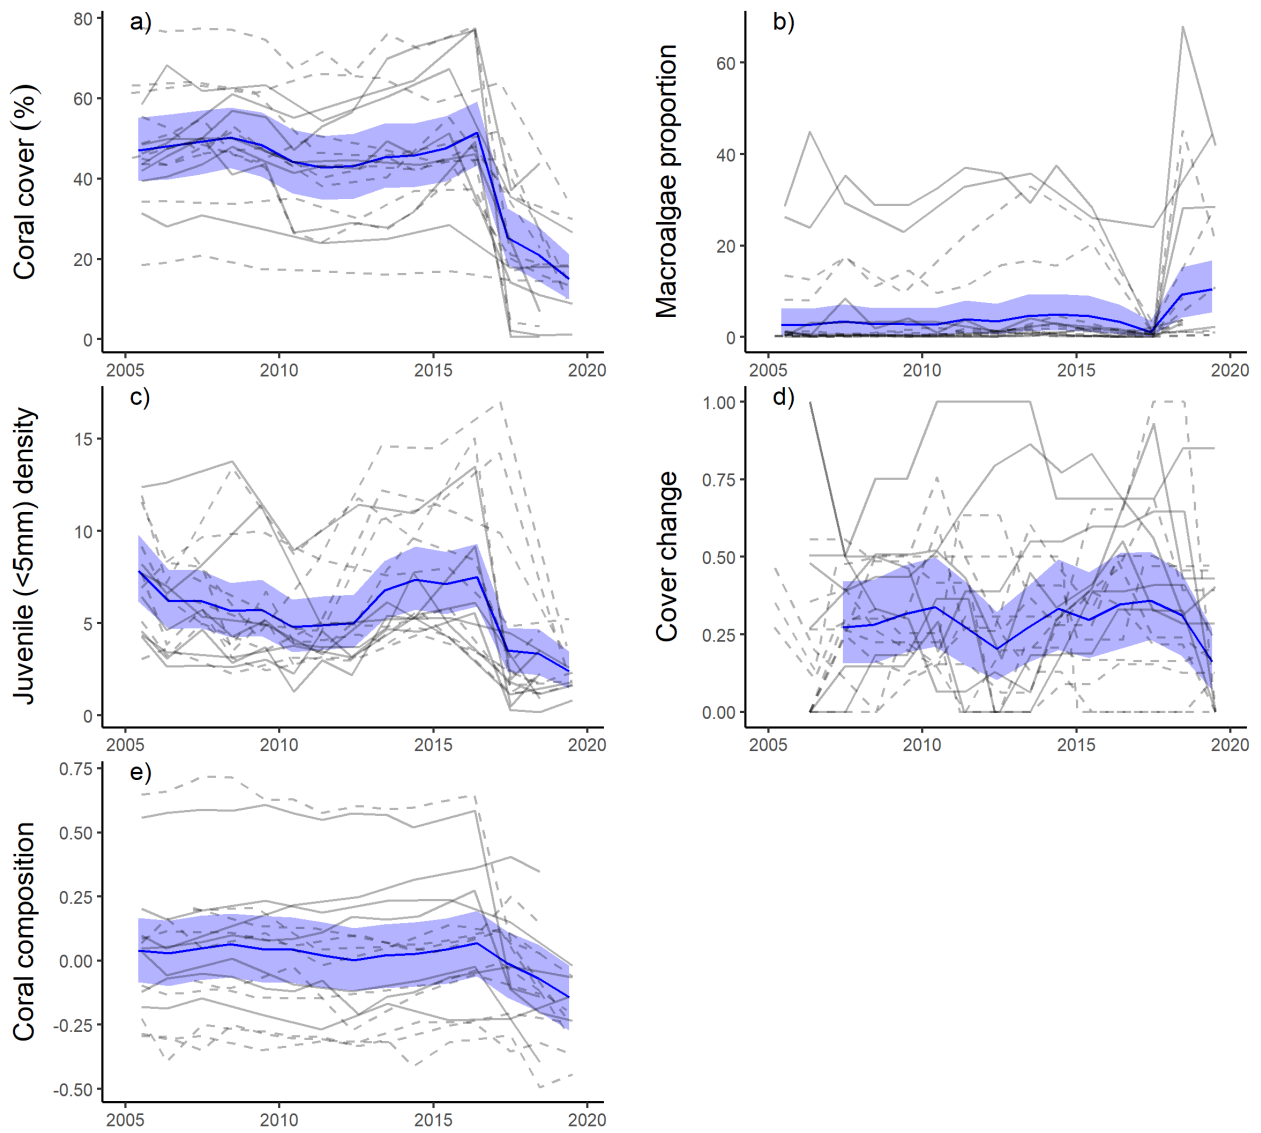 a)
Coral cover (%)
80
60
40
20
0
2005 2010 2015 2020
b)
Macroalgae proportion
60
40
20
0
2005 2010 2015 2020
c)
Juvenile (<5mm) density
15
10
5
0
2005 2010 2015 2020
d)
Cover change
1.00
0.75
0.50
0.25
0.00
2005 2010 2015 2020
e)
Coral composition
0.75
0.50
0.25
0.00
-0.25
-0.50
2005 2010 2015 2020